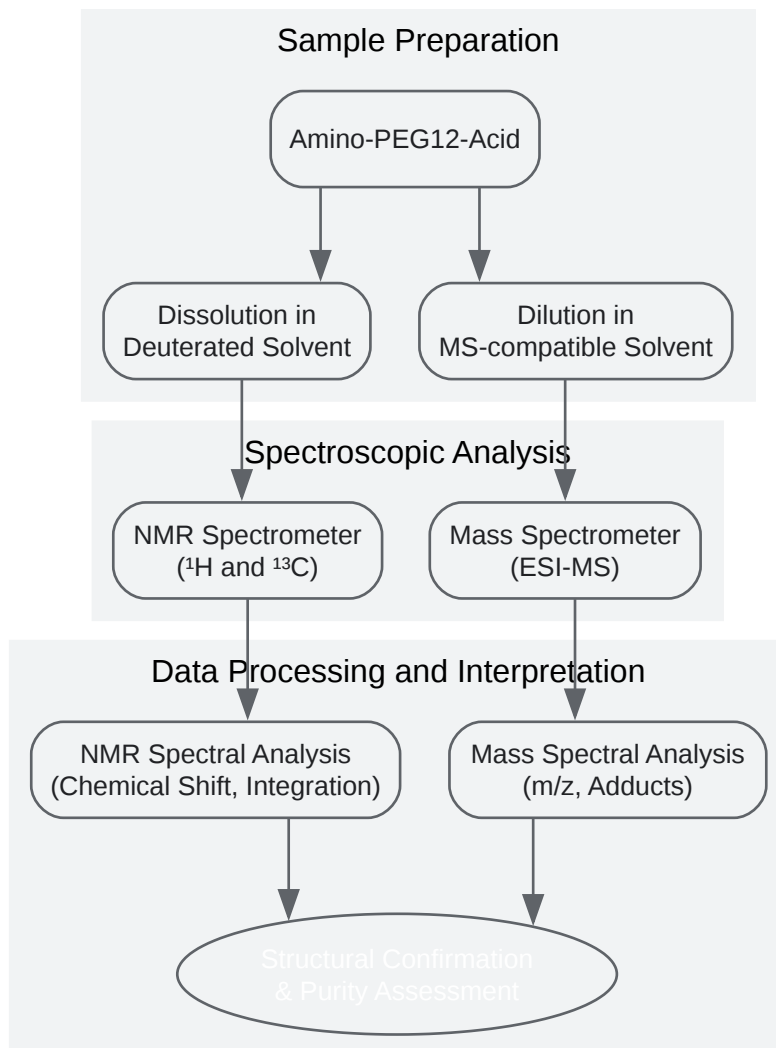 Sample Preparation
Amino-PEG12-Acid
Dissolution in
Deuterated Solvent
Dilution in
MS-compatible Solvent
Spectroscopic Analysis
NMR Spectrometer
(¹H and ¹³C)
Mass Spectrometer
(ESI-MS)
Data Processing and Interpretation
NMR Spectral Analysis
(Chemical Shift, Integration)
Mass Spectral Analysis
(m/z, Adducts)
Structural Confirmation
& Purity Assessment